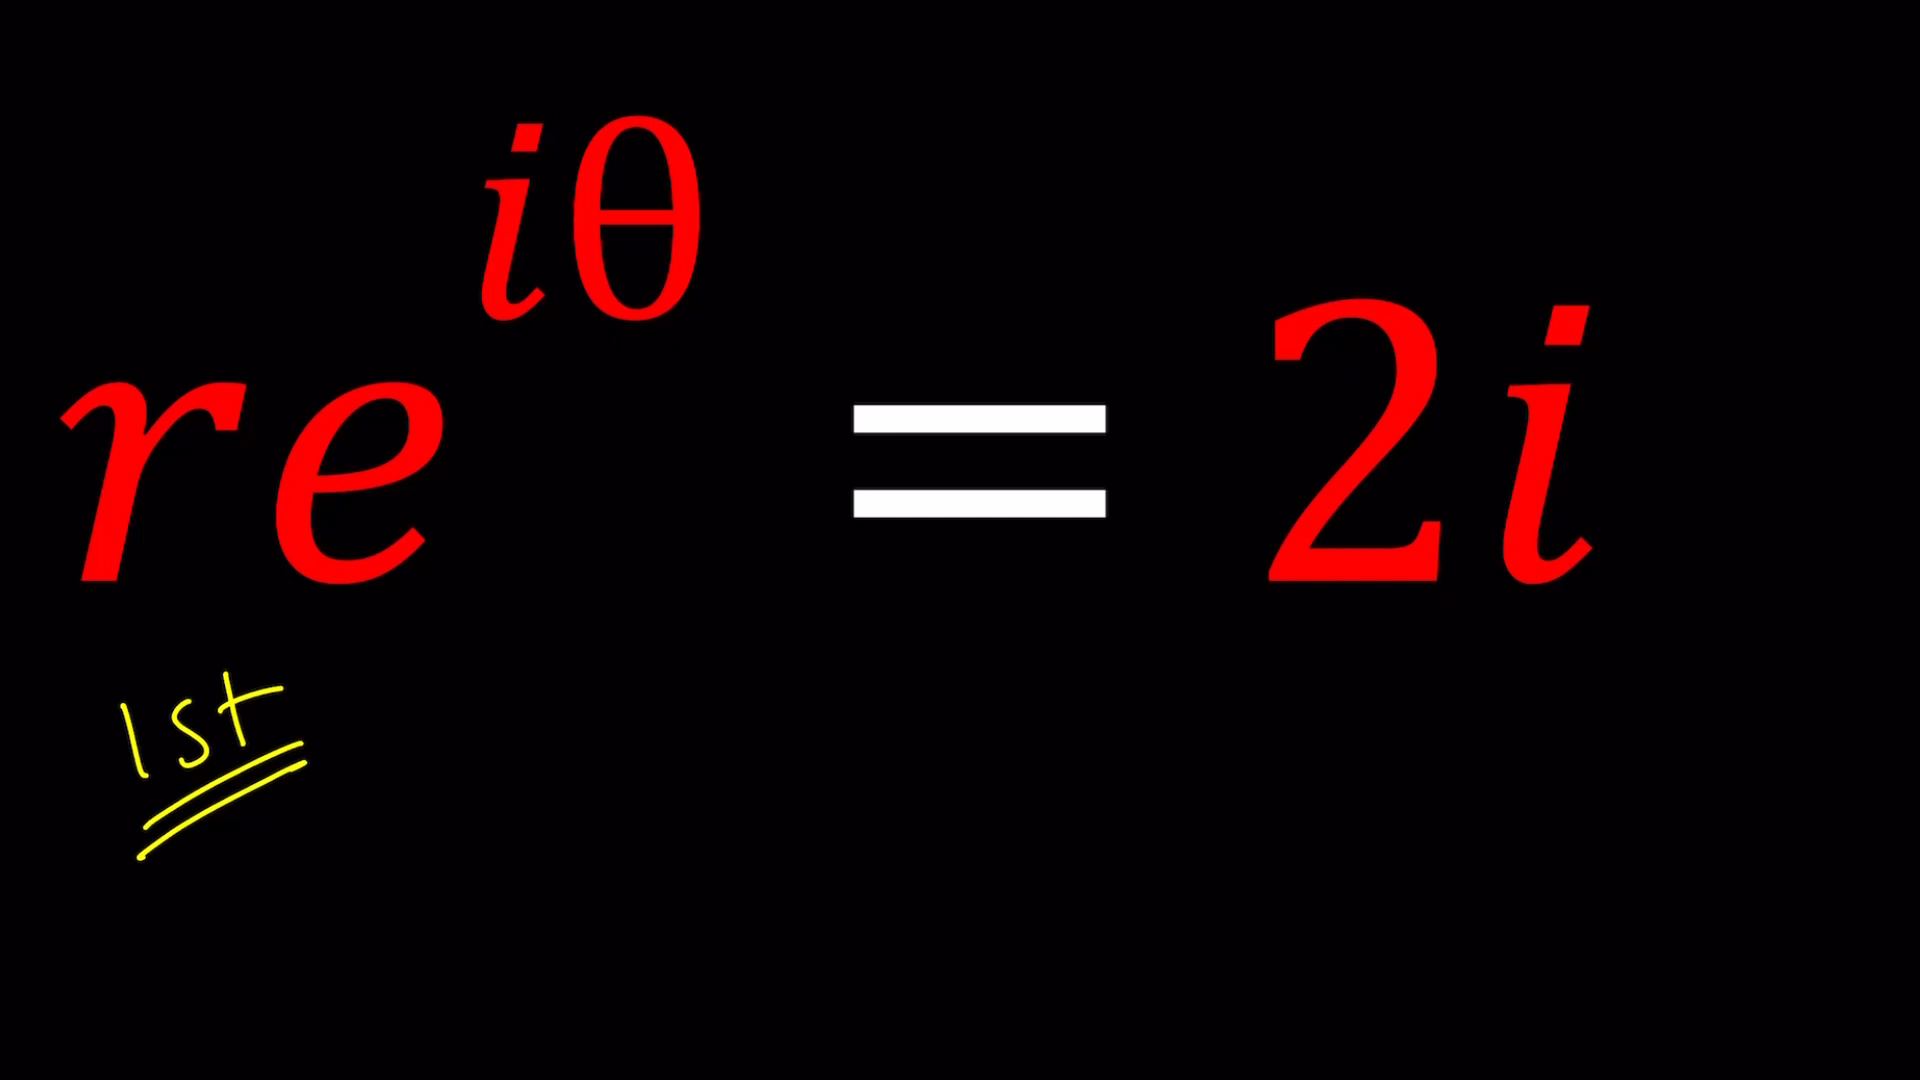 re^{iθ} = 2i
1st